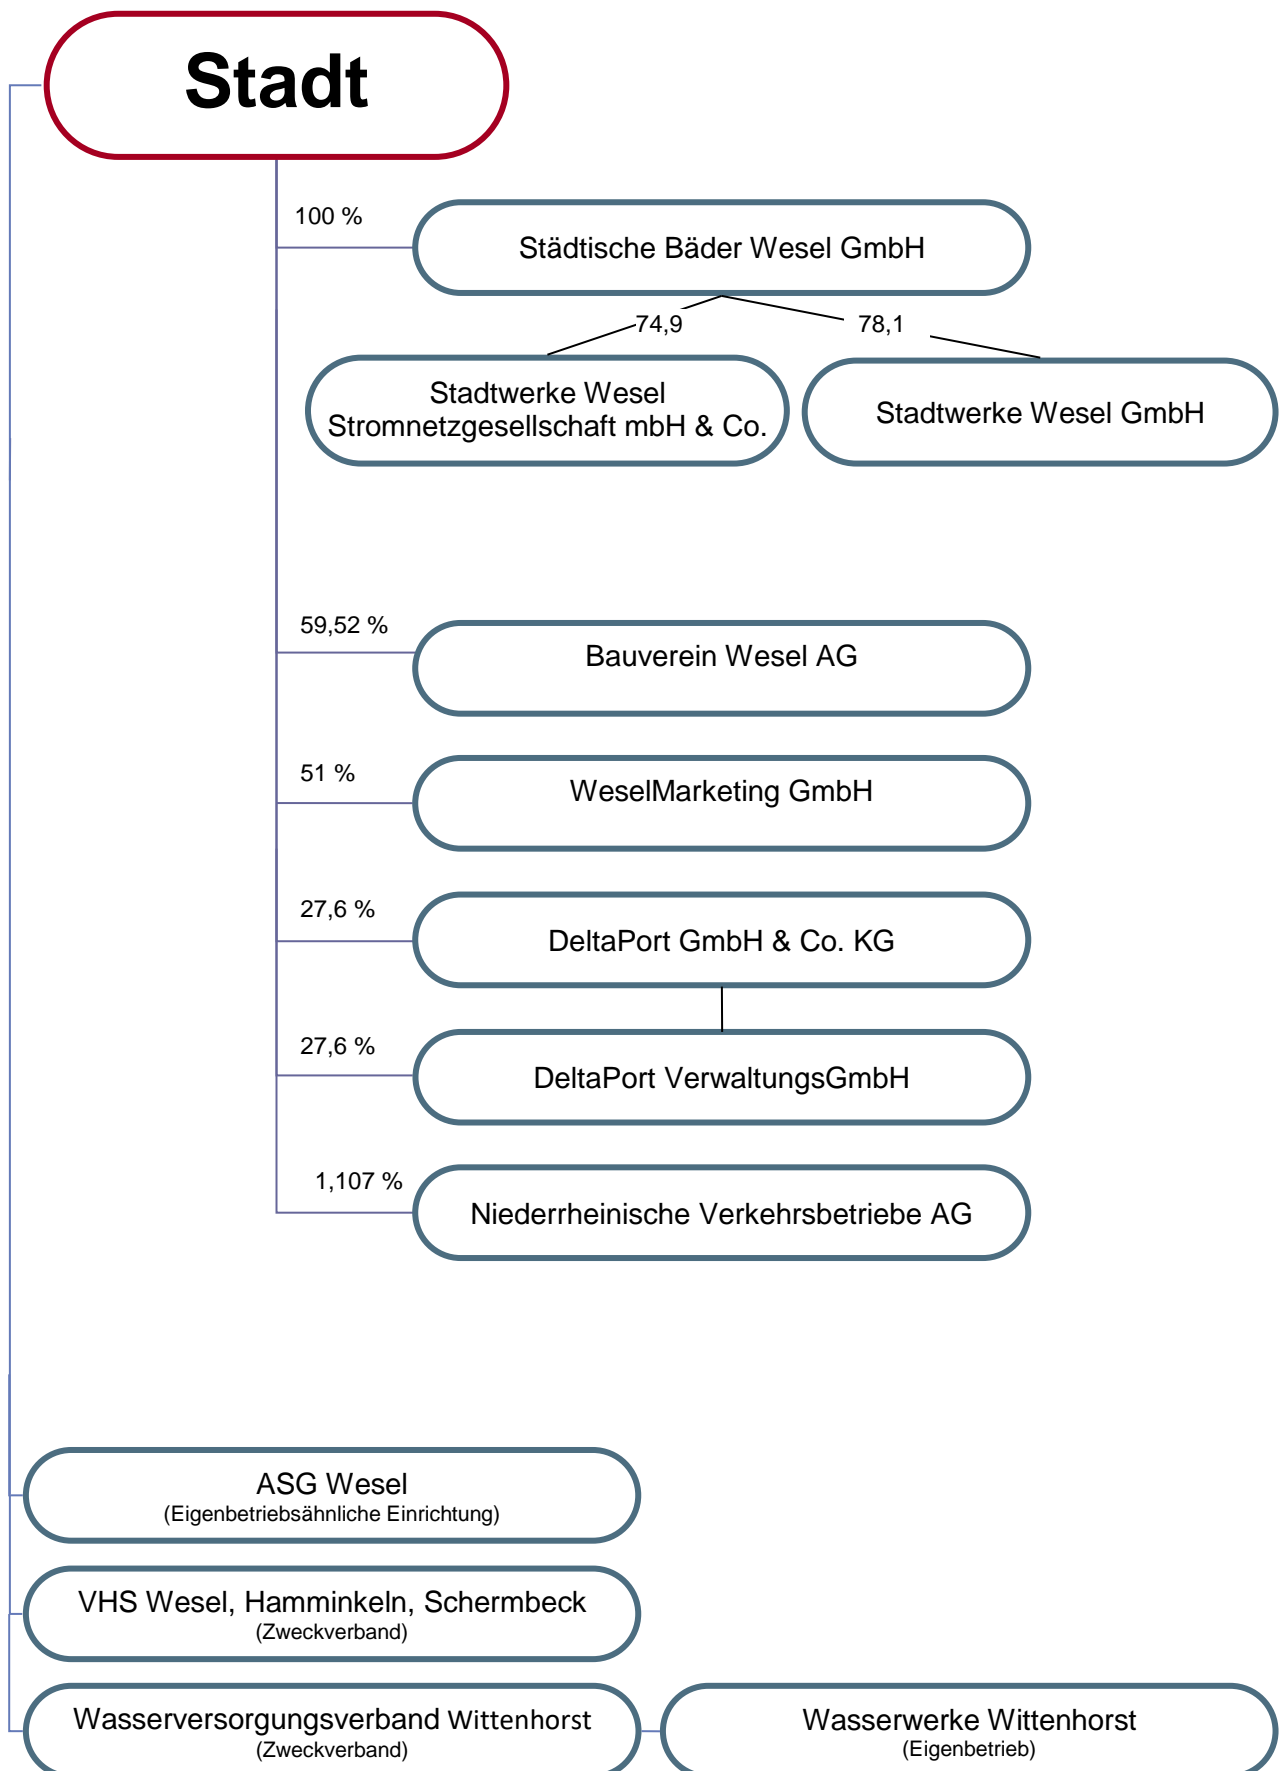 Stadt
100 %
Städtische Bäder Wesel GmbH
74,9
78,1
Stadtwerke Wesel
Stromnetzgesellschaft mbH & Co.
Stadtwerke Wesel GmbH
59,52 %
Bauverein Wesel AG
51 %
WeselMarketing GmbH
27,6 %
DeltaPort GmbH & Co. KG
27,6 %
DeltaPort VerwaltungsGmbH
1,107 %
Niederrheinische Verkehrsbetriebe AG
ASG Wesel
(Eigenbetriebsähnliche Einrichtung)
VHS Wesel, Hamminkeln, Schermbeck
(Zweckverband)
Wasserversorgungsverband Wittenhorst
(Zweckverband)
Wasserwerke Wittenhorst
(Eigenbetrieb)